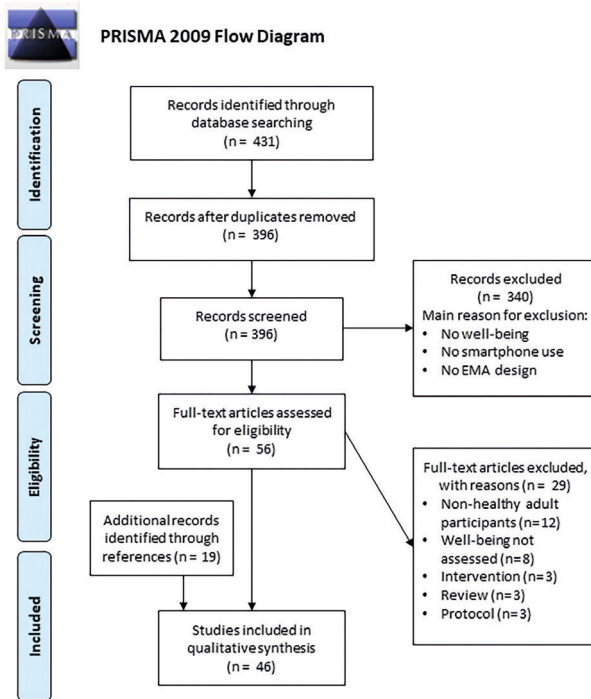 PRISMA
PRISMA 2009 Flow Diagram
Identification
Records identified through
database searching
(n = 431)
Records after duplicates removed
(n = 396)
Screening
Records screened
(n = 396)
Records excluded
(n = 340)
Main reason for exclusion:
• No well-being
• No smartphone use
• No EMA design
Eligibility
Full-text articles assessed
for eligibility
(n = 56)
Full-text articles excluded,
with reasons (n = 29)
• Non-healthy adult
participants (n=12)
• Well-being not
assessed (n=8)
• Intervention (n=3)
• Review (n=3)
• Protocol (n=3)
Additional records
identified through
references (n = 19)
Included
Studies included in
qualitative synthesis
(n = 46)